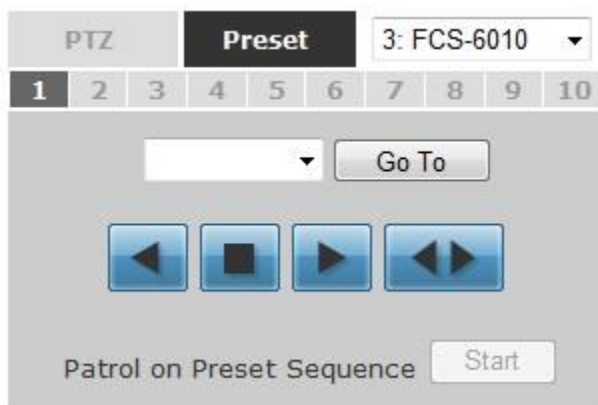 PTZ Preset 3: FCS-6010
1 2 3 4 5 6 7 8 9 10
Go To
Patrol on Preset Sequence Start